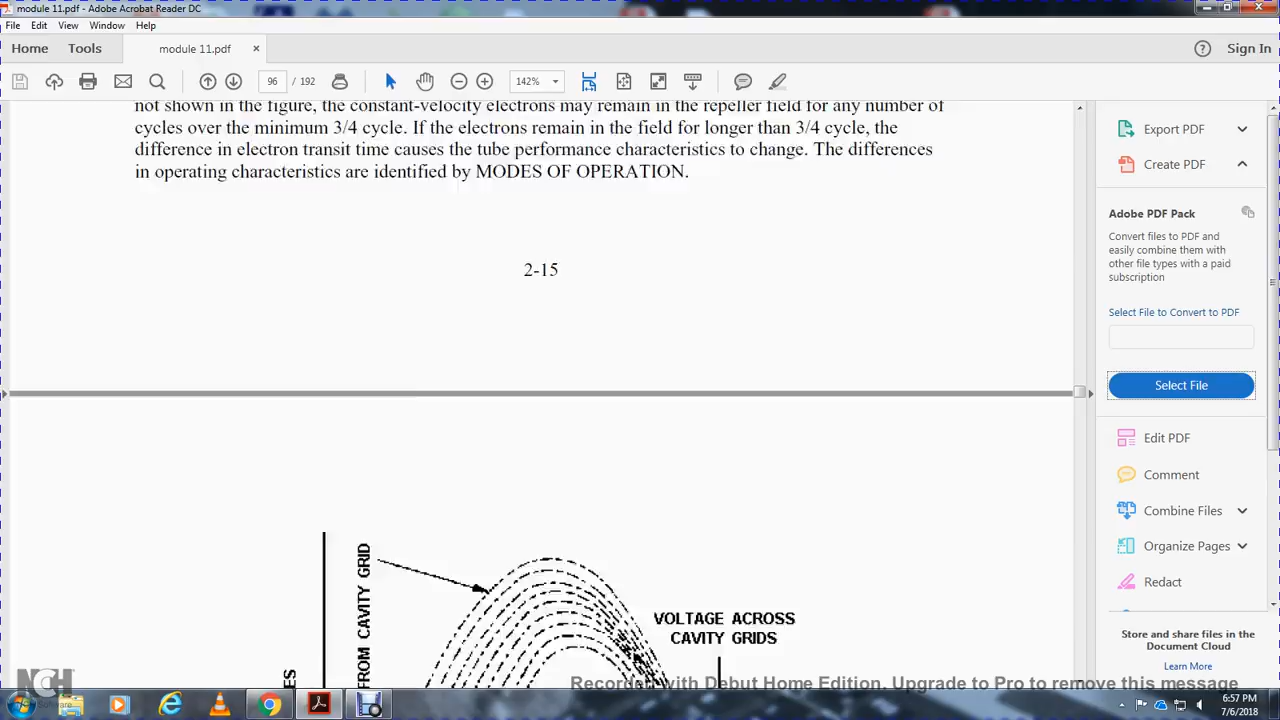 module 11.pdf - Adobe Acrobat Reader DC
File Edit View Window Help
Home Tools module 11.pdf × ? Sign In
96 / 192 142%
not shown in the figure, the constant-velocity electrons may remain in the repeller field for any number of
cycles over the minimum 3/4 cycle. If the electrons remain in the field for longer than 3/4 cycle, the
difference in electron transit time causes the tube performance characteristics to change. The differences
in operating characteristics are identified by MODES OF OPERATION.
2-15
FROM CAVITY GRID
VOLTAGE ACROSS
CAVITY GRIDS
Export PDF
Create PDF
Adobe PDF Pack
Convert files to PDF and
easily combine them with
other file types with a paid
subscription
Select File to Convert to PDF
Select File
Edit PDF
Comment
Combine Files
Organize Pages
Redact
Store and share files in the
Document Cloud
Learn More
NCH
Software
Recorded with Debut Home Edition. Upgrade to Pro to remove this message
6:57 PM
7/6/2018